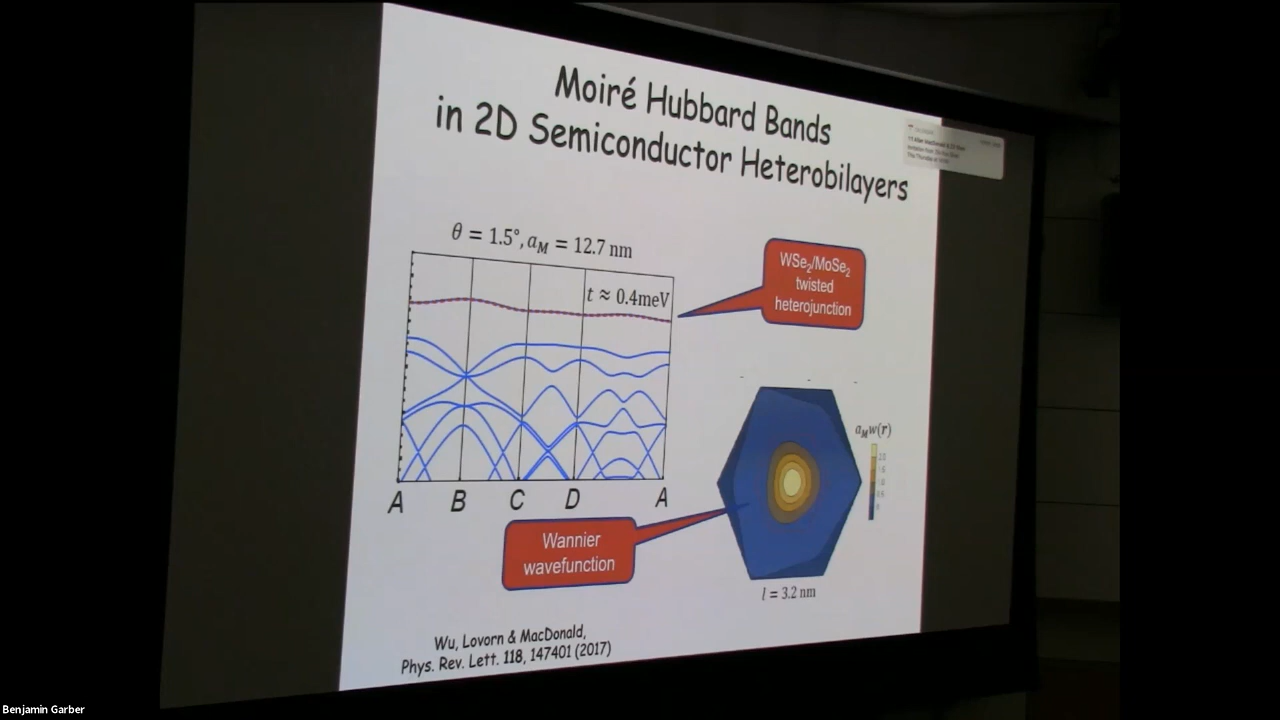 Moiré Hubbard Bands
in 2D Semiconductor Heterobilayers
θ = 1.5°, a_M = 12.7 nm
t ≈ 0.4meV
WSe₂/MoSe₂
twisted
heterojunction
A B C D A
a_M w(r)
Wannier
wavefunction
l = 3.2 nm
Wu, Lovorn & MacDonald,
Phys. Rev. Lett. 118, 147401 (2017)
Benjamin Garber